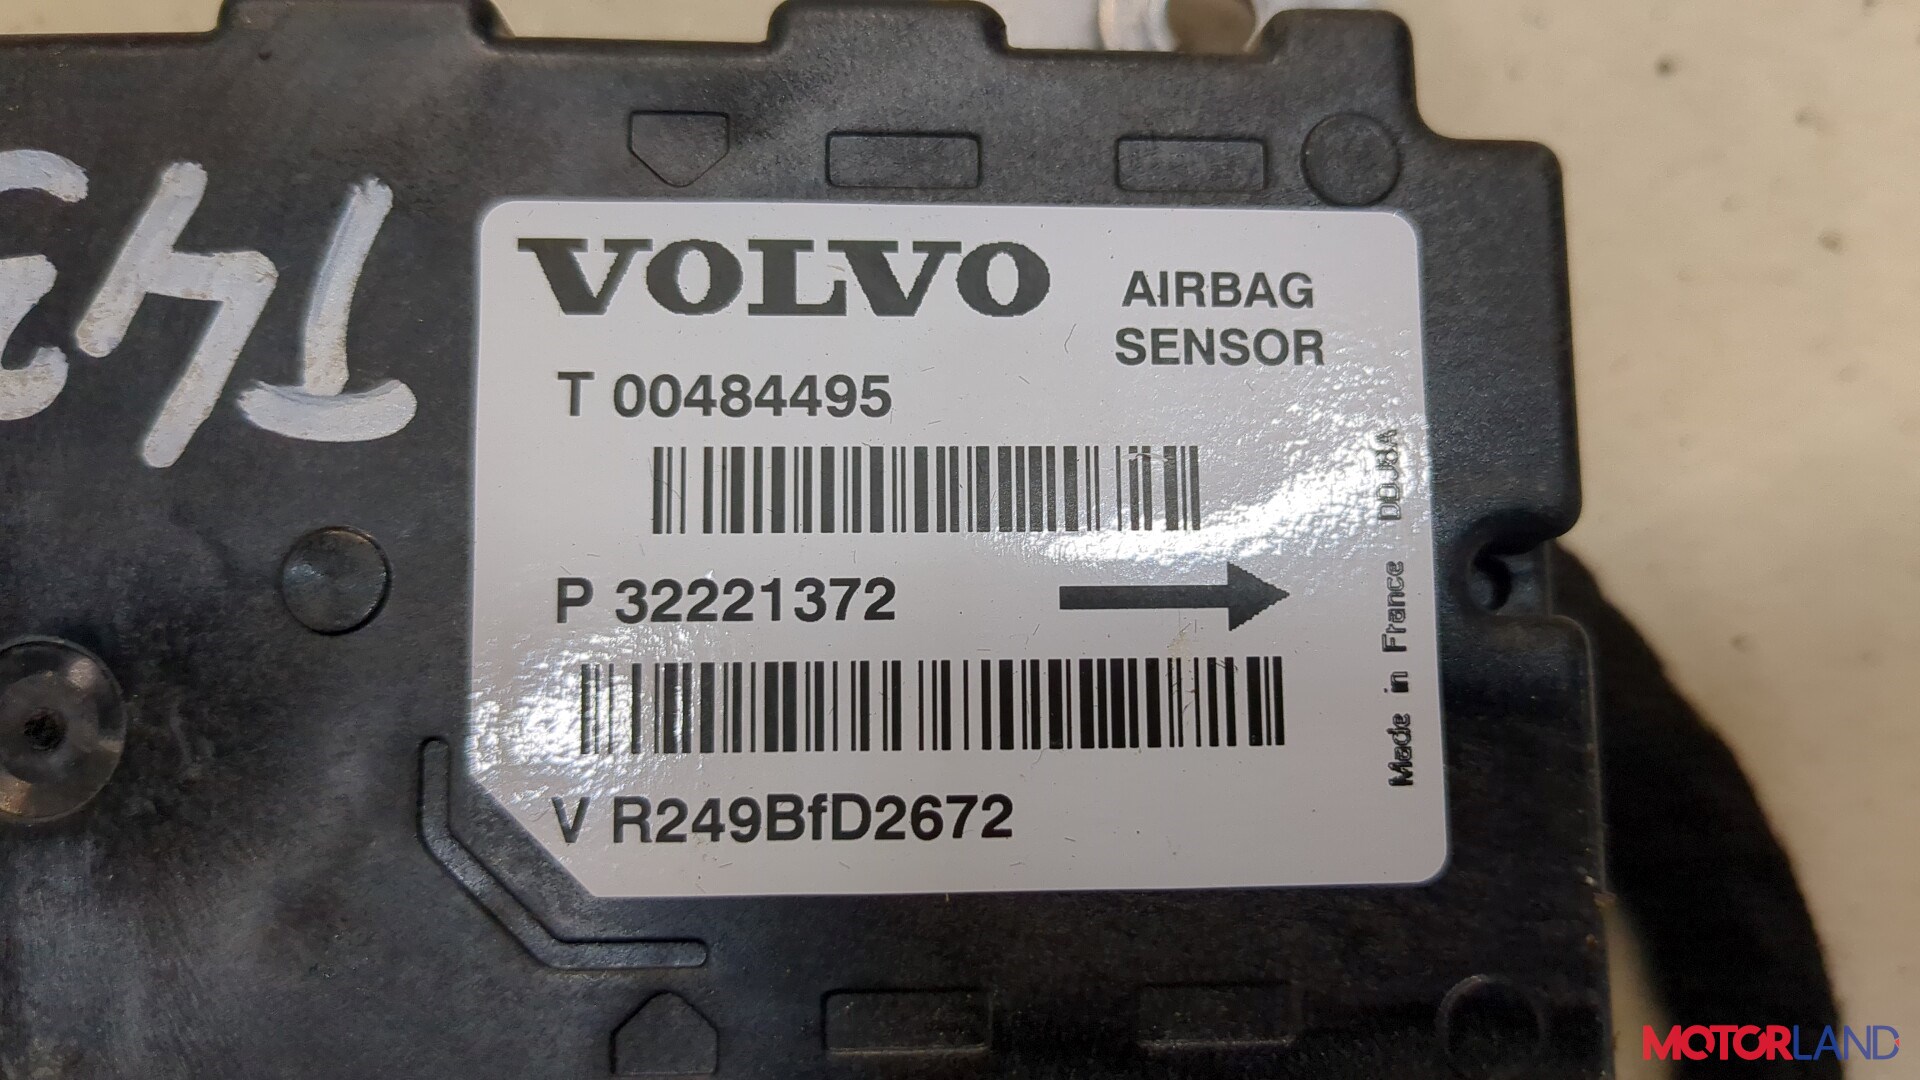 VOLVO
AIRBAG
SENSOR
T 00484495
P 32221372
V R249BfD2672
Made in France DDJ8A
MOTORLAND